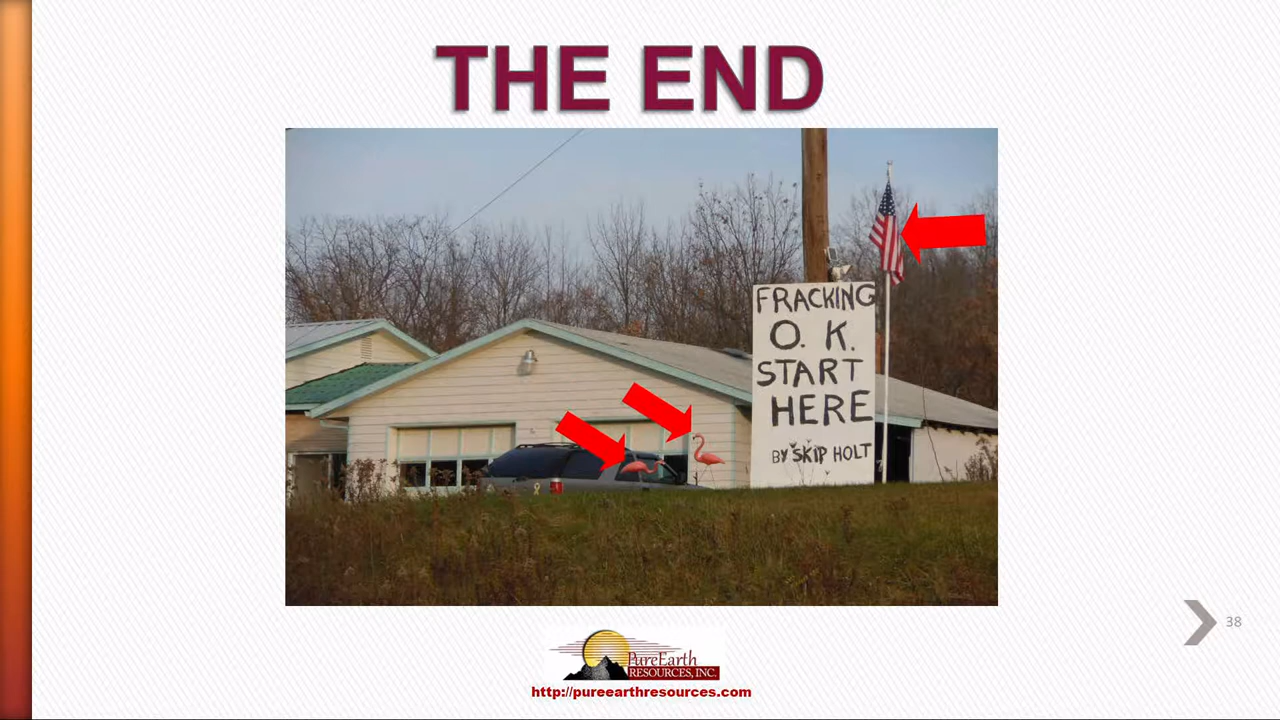 THE END
FRACKING
O. K.
START
HERE
BY SKIP HOLT
38
PureEarth
RESOURCES, INC.
http://pureearthresources.com